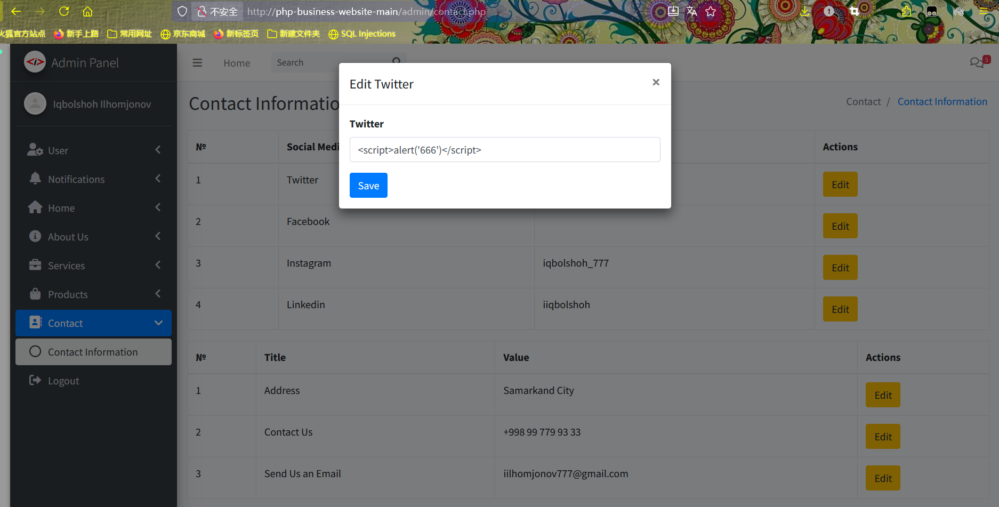 不安全 http://php-business-website-main/admin/contact.php
火狐官方站点 新手上路 常用网址 京东商城 新标签页 新建文件夹 SQL Injections
Admin Panel
Home Search
5
Iqbolshoh Ilhomjonov
User
Notifications
Home
About Us
Services
Products
Contact
Contact Information
Logout
Edit Twitter ×
Twitter
<script>alert('666')</script>
Save
Contact Informatio
Contact / Contact Information
№ Social Medi Actions
1 Twitter Edit
2 Facebook Edit
3 Instagram iqbolshoh_777 Edit
4 Linkedin iiqbolshoh Edit
№ Title Value Actions
1 Address Samarkand City Edit
2 Contact Us +998 99 779 93 33 Edit
3 Send Us an Email iilhomjonov777@gmail.com Edit